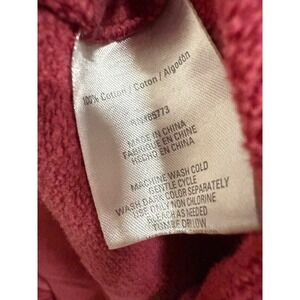 100% Cotton / Coton / Algodón
MADE IN CHINA
FABRIQUE EN CHINE
HECHO EN CHINA
MACHINE WASH COLD
GENTLE CYCLE
WASH DARK COLOR SEPARATELY
USE ONLY NON CHLORINE
BLEACH AS NEEDED
TUMBLE DRY LOW